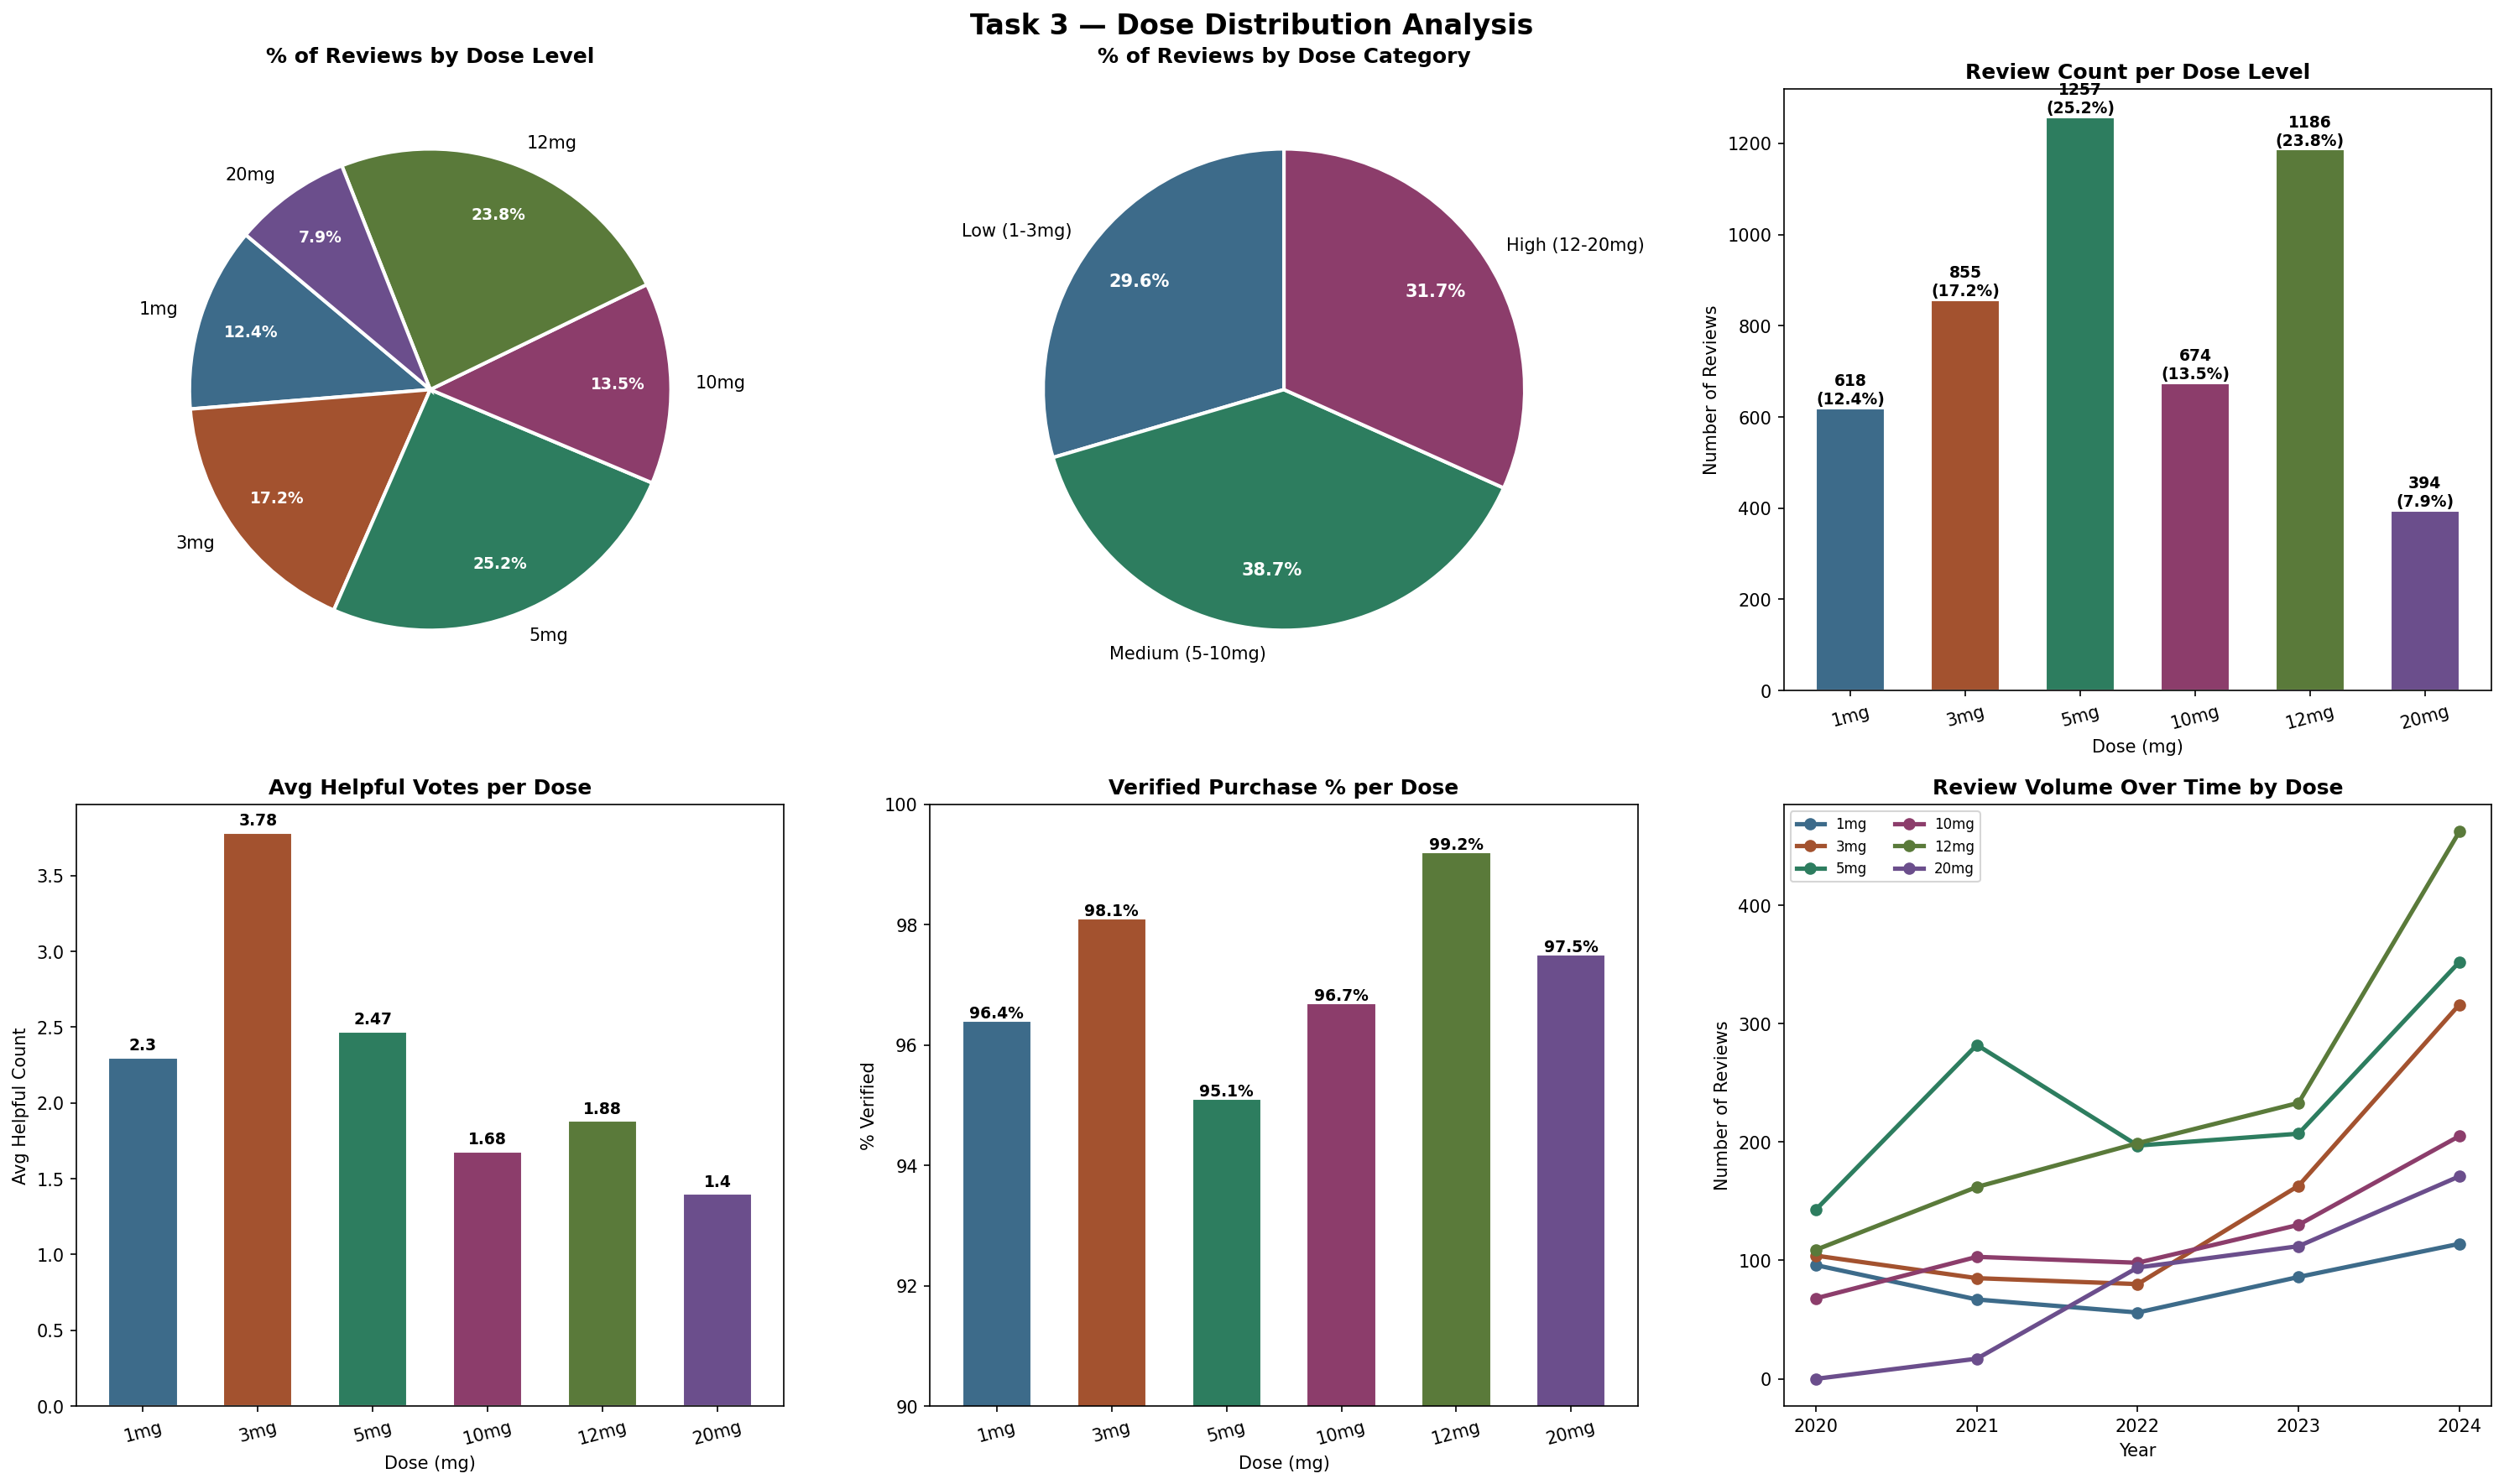 Task 3 — Dose Distribution Analysis
% of Reviews by Dose Level
12mg
20mg
23.8%
7.9%
1mg
12.4%
13.5%
10mg
17.2%
3mg
25.2%
5mg
% of Reviews by Dose Category
Low (1-3mg)
High (12-20mg)
29.6%
31.7%
38.7%
Medium (5-10mg)
Review Count per Dose Level
1257
(25.2%)
1186
(23.8%)
855
(17.2%)
674
(13.5%)
618
(12.4%)
394
(7.9%)
Number of Reviews
1200
1000
800
600
400
200
0
1mg 3mg 5mg 10mg 12mg 20mg
Dose (mg)
Avg Helpful Votes per Dose
3.78
2.47
2.3
1.88
1.68
1.4
Avg Helpful Count
3.5
3.0
2.5
2.0
1.5
1.0
0.5
0.0
1mg 3mg 5mg 10mg 12mg 20mg
Dose (mg)
Verified Purchase % per Dose
99.2%
98.1%
97.5%
96.7%
96.4%
95.1%
% Verified
100
98
96
94
92
90
1mg 3mg 5mg 10mg 12mg 20mg
Dose (mg)
Review Volume Over Time by Dose
1mg 10mg
3mg 12mg
5mg 20mg
Number of Reviews
400
300
200
100
0
2020 2021 2022 2023 2024
Year